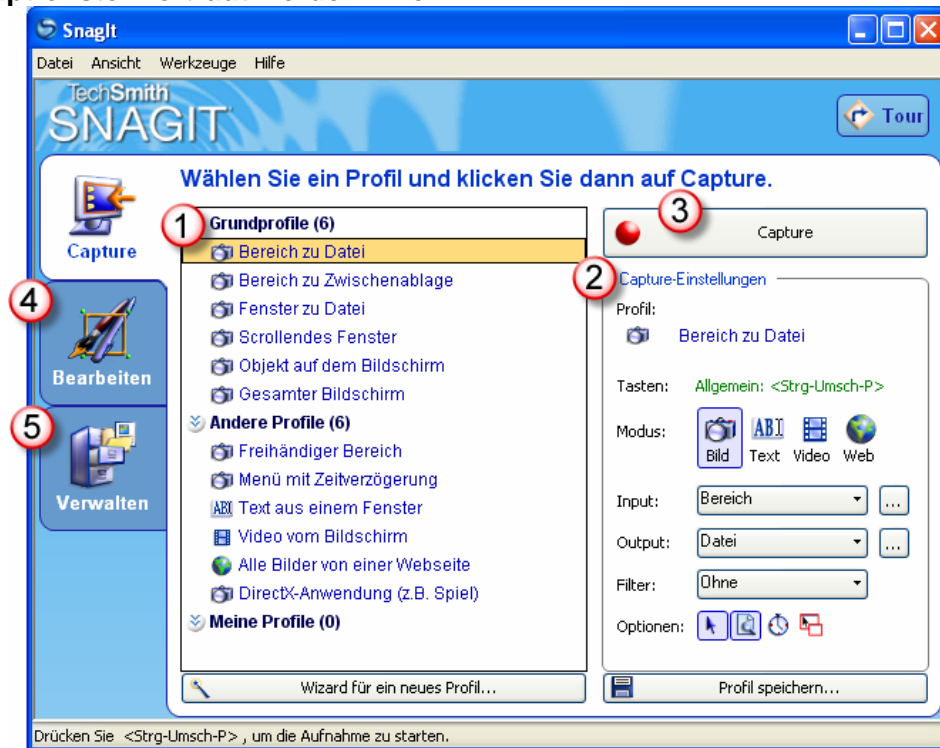 SnagIt
Datei Ansicht Werkzeuge Hilfe
TechSmith
SNAGIT
Tour
Wählen Sie ein Profil und klicken Sie dann auf Capture.
Capture
4
Bearbeiten
5
Verwalten
1 Grundprofile (6)
Bereich zu Datei
Bereich zu Zwischenablage
Fenster zu Datei
Scrollendes Fenster
Objekt auf dem Bildschirm
Gesamter Bildschirm
Andere Profile (6)
Freihändiger Bereich
Menü mit Zeitverzögerung
ABI Text aus einem Fenster
Video vom Bildschirm
Alle Bilder von einer Webseite
DirectX-Anwendung (z.B. Spiel)
Meine Profile (0)
Wizard für ein neues Profil...
3
Capture
2 Capture-Einstellungen
Profil:
Bereich zu Datei
Tasten: Allgemein: <Strg-Umsch-P>
Modus: ABI
Bild Text Video Web
Input: Bereich ...
Output: Datei ...
Filter: Ohne
Optionen:
Profil speichern...
Drücken Sie <Strg-Umsch-P> , um die Aufnahme zu starten.